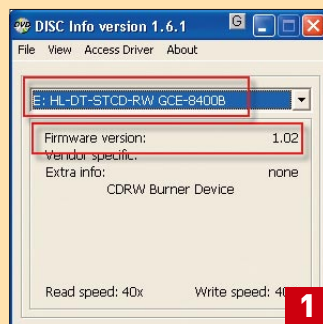 DVD DISC Info version 1.6.1 G
File View Access Driver About
E: HL-DT-STCD-RW GCE-8400B
Firmware version: 1.02
Vendor specific:
Extra info: none
CDRW Burner Device
Read speed: 40x Write speed:
1